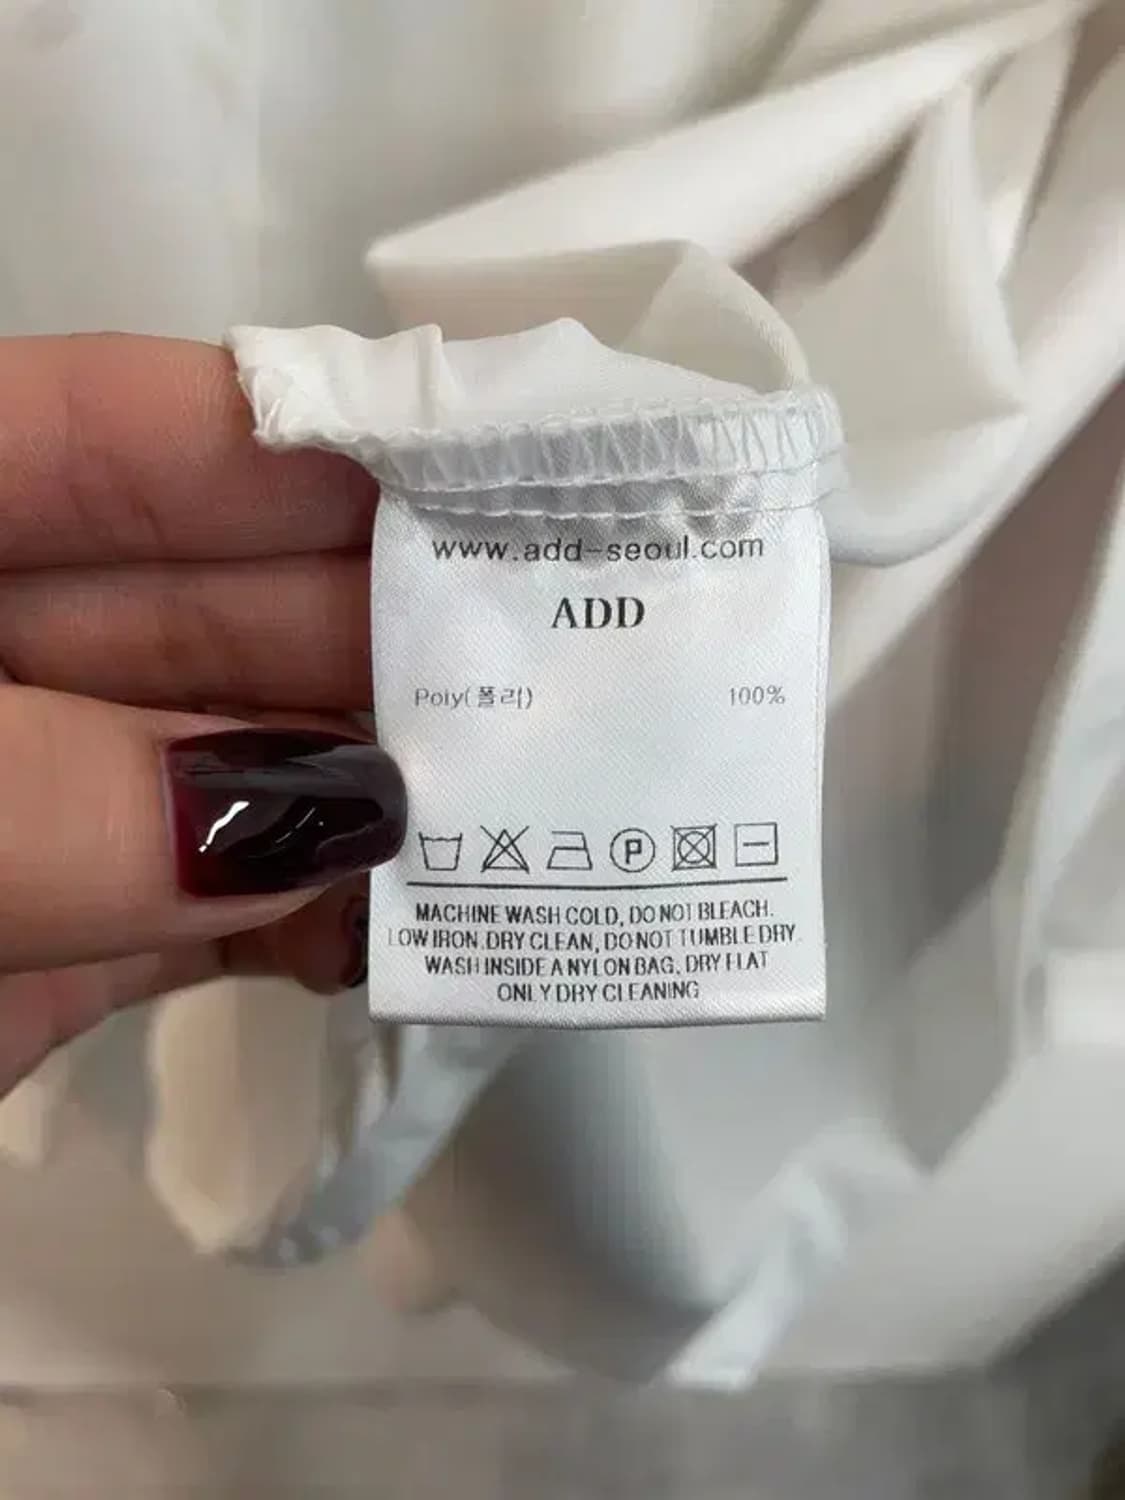 www.add-seoul.com
ADD
Poly(폴리) 100%
P
MACHINE WASH COLD, DO NOT BLEACH.
LOW IRON.DRY CLEAN, DO NOT TUMBLE DRY.
WASH INSIDE A NYLON BAG, DRY FLAT
ONLY DRY CLEANING